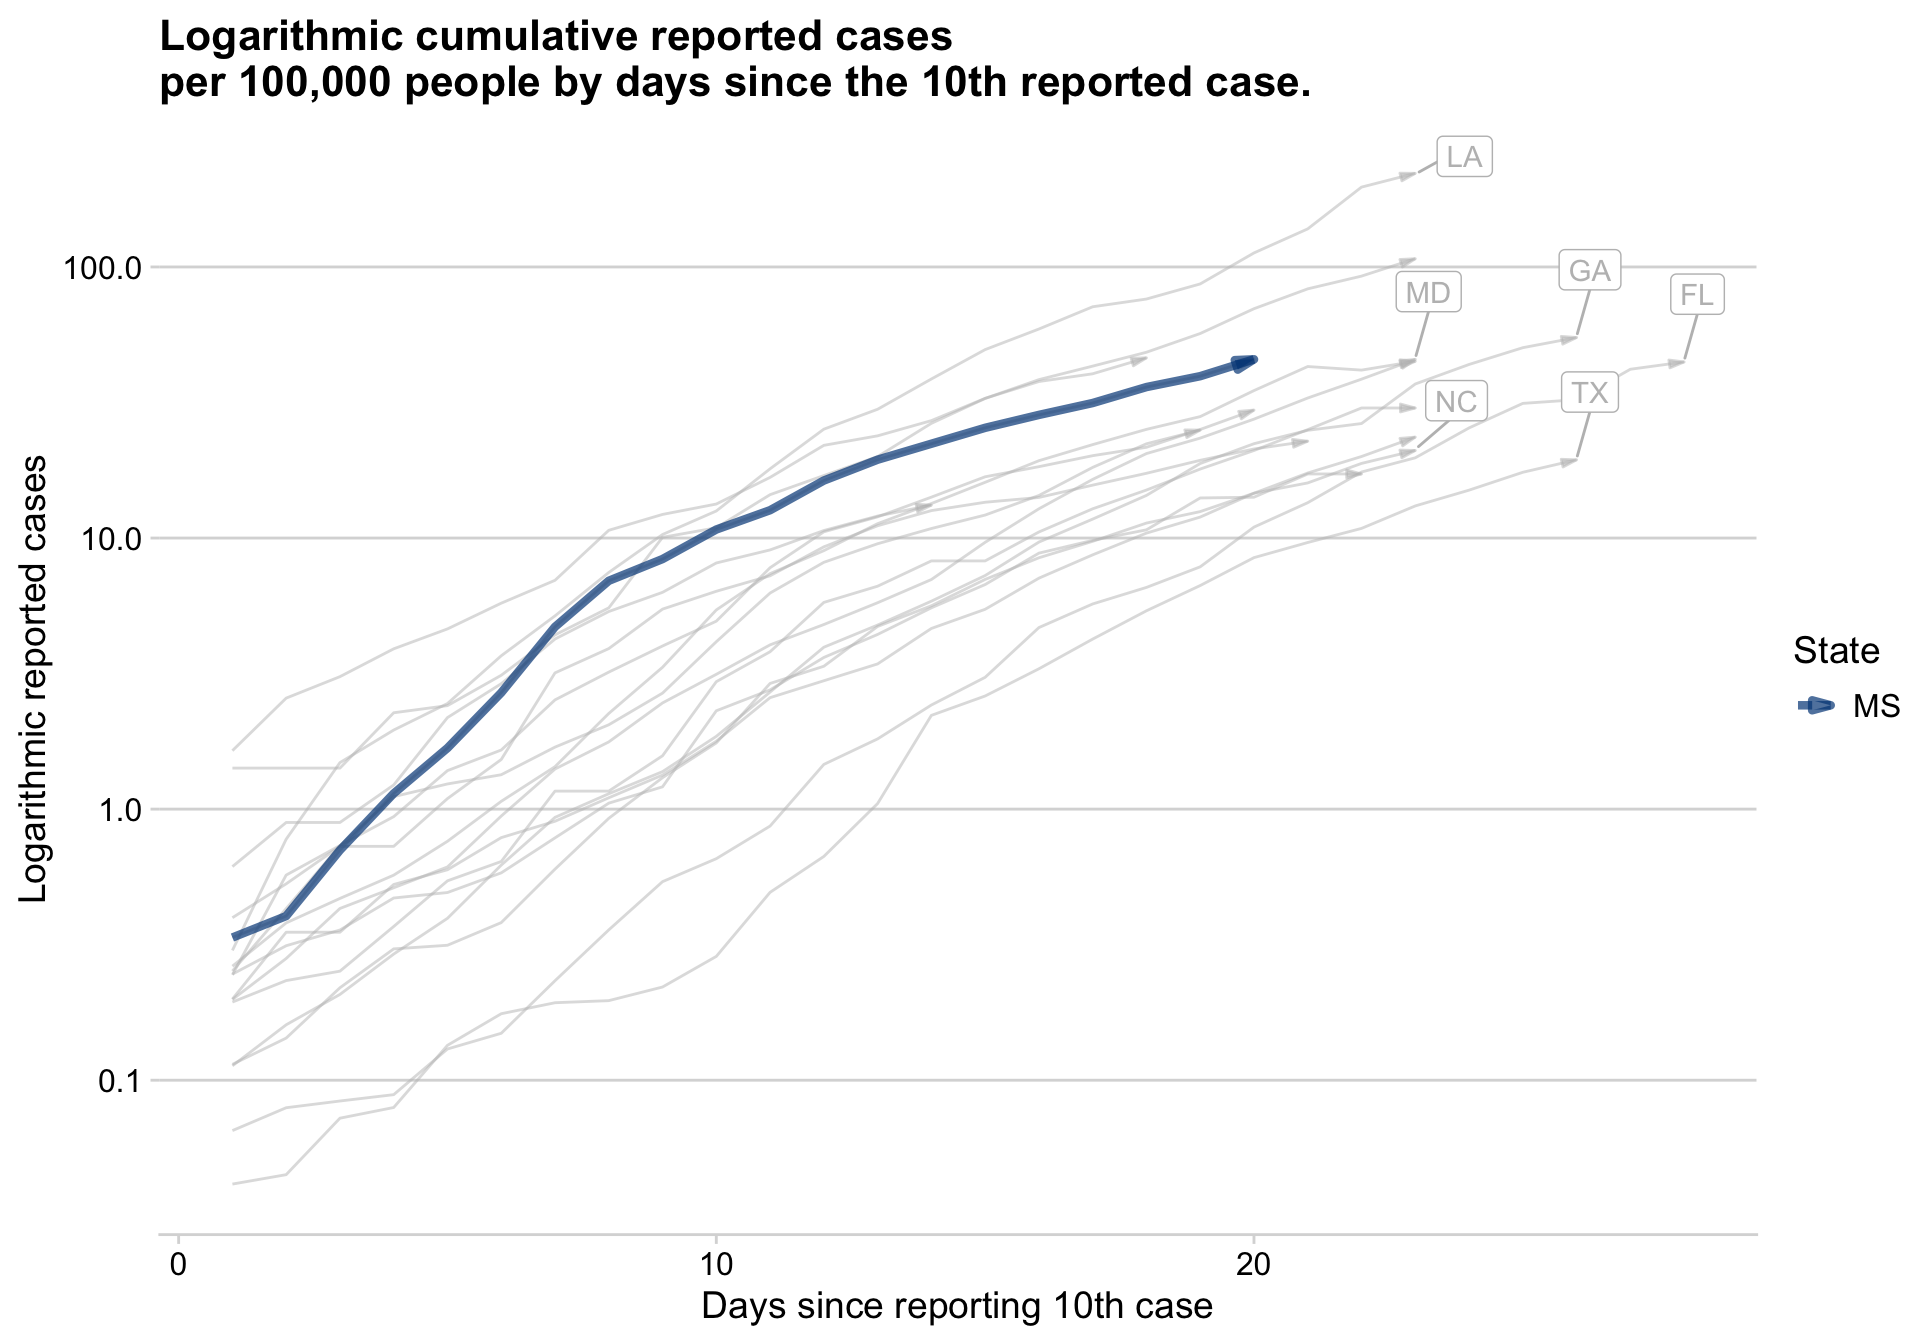 Logarithmic cumulative reported cases
per 100,000 people by days since the 10th reported case.
LA
100.0
GA
MD
FL
TX
NC
Logarithmic reported cases
10.0
State
MS
1.0
0.1
0
10
20
Days since reporting 10th case